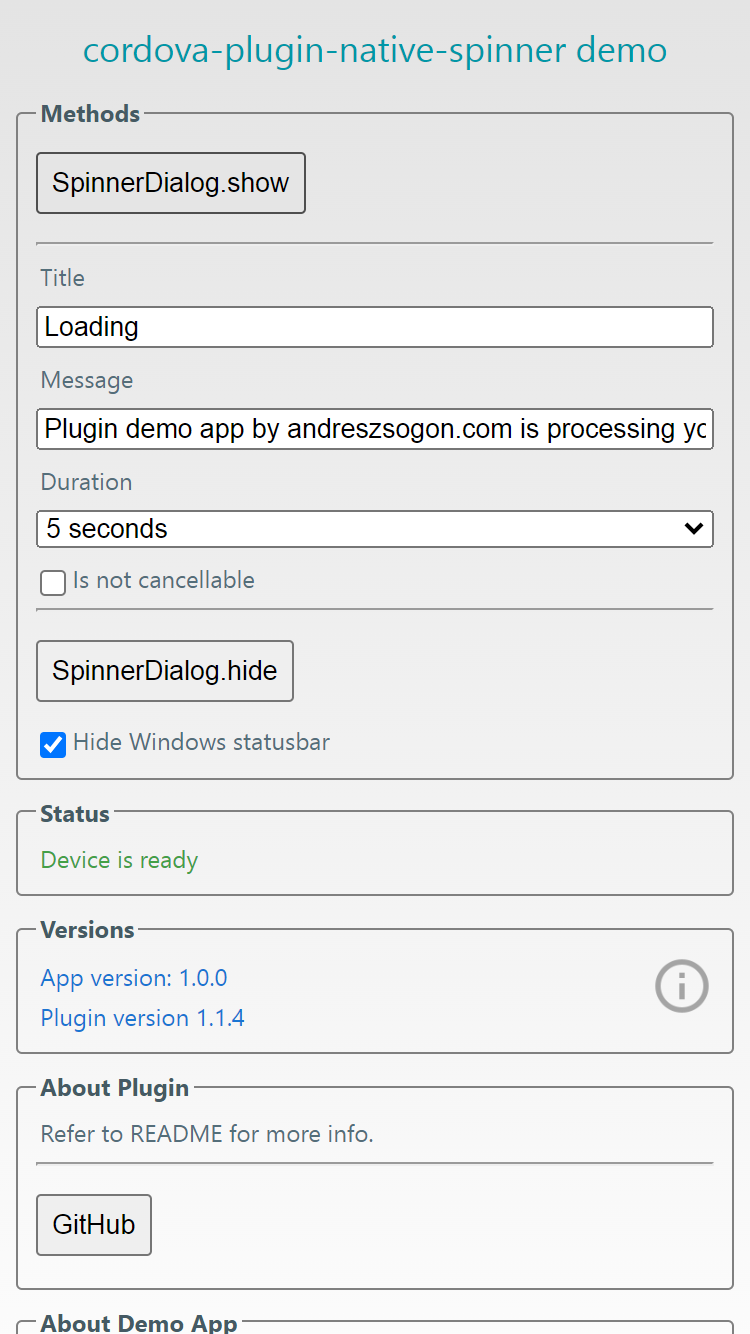 cordova-plugin-native-spinner demo
Methods
SpinnerDialog.show
Title
Loading
Message
Plugin demo app by andreszsogon.com is processing
Duration
5 seconds
Is not cancellable
SpinnerDialog.hide
Hide Windows statusbar
Status
Device is ready
Versions
App version: 1.0.0
Plugin version 1.1.4
About Plugin
Refer to README for more info.
GitHub
About Demo App